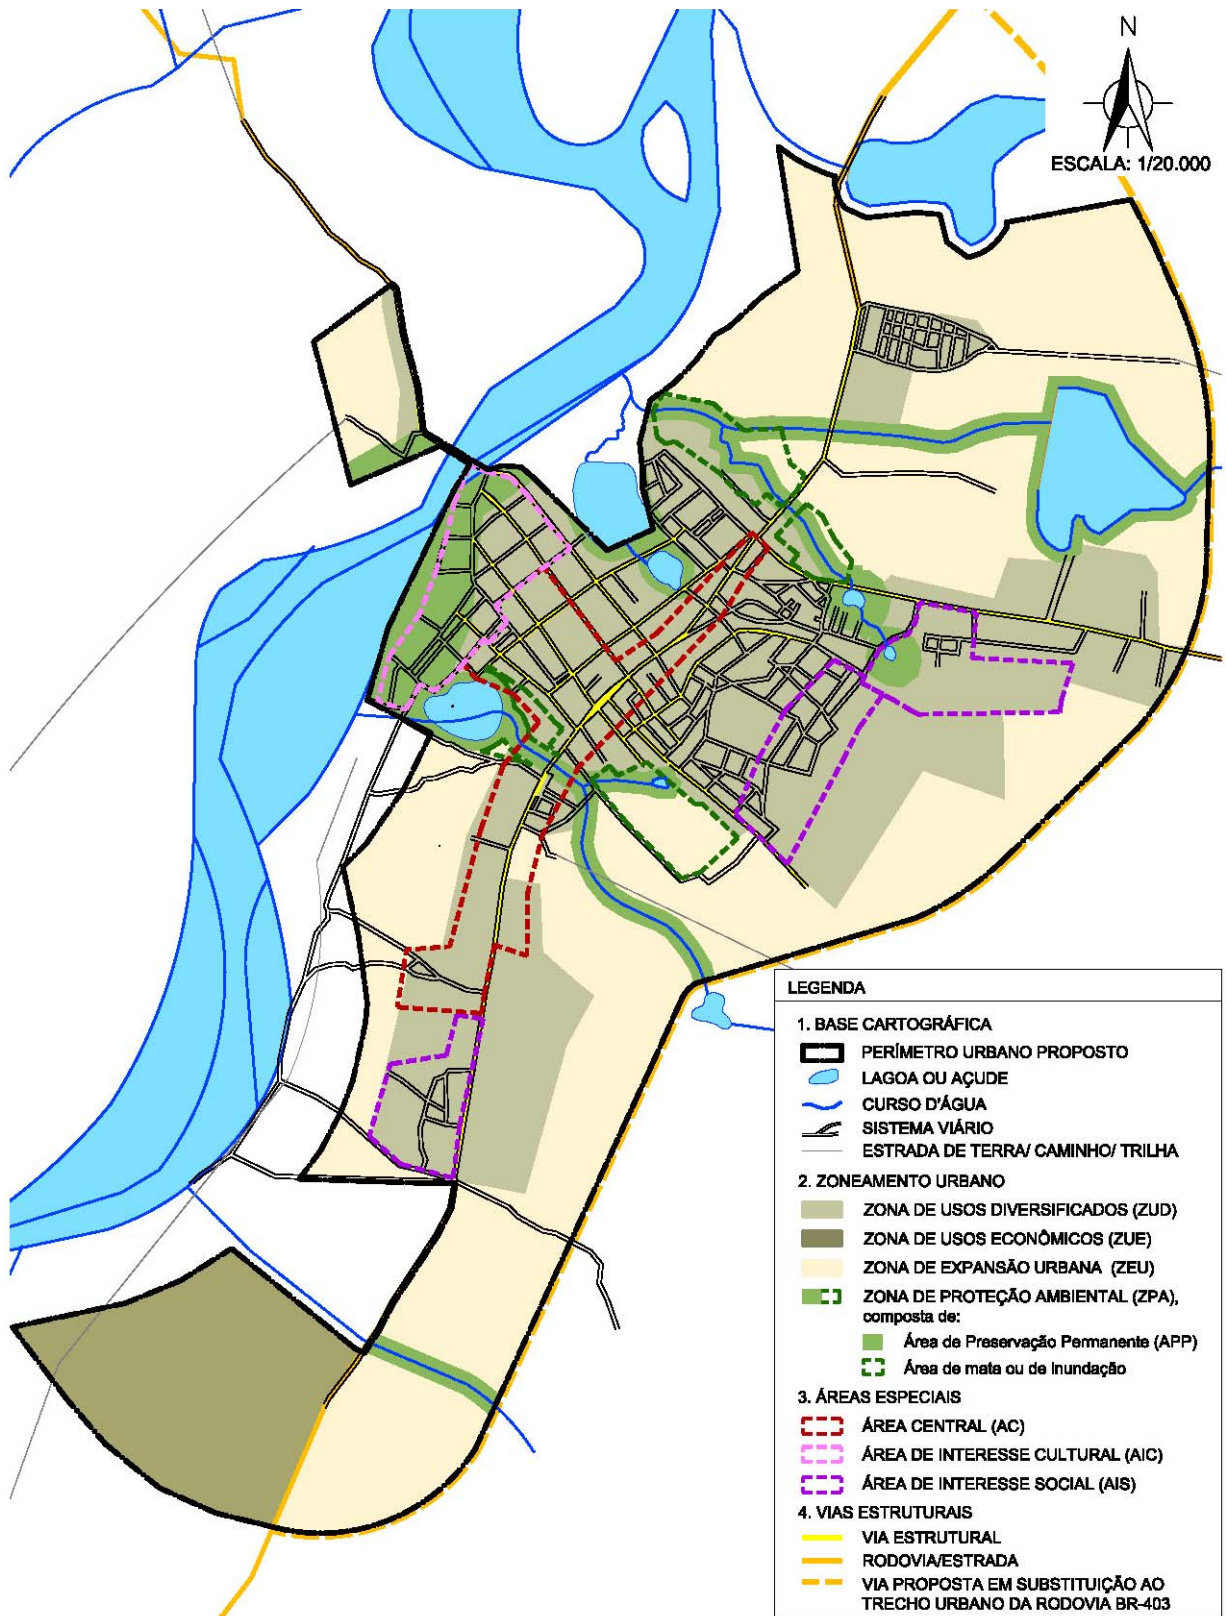 N
ESCALA: 1/20.000
LEGENDA
1. BASE CARTOGRÁFICA
PERÍMETRO URBANO PROPOSTO
LAGOA OU AÇUDE
CURSO D'ÁGUA
SISTEMA VIÁRIO
ESTRADA DE TERRA/ CAMINHO/ TRILHA
2. ZONEAMENTO URBANO
ZONA DE USOS DIVERSIFICADOS (ZUD)
ZONA DE USOS ECONÔMICOS (ZUE)
ZONA DE EXPANSÃO URBANA (ZEU)
ZONA DE PROTEÇÃO AMBIENTAL (ZPA),
composta de:
Área de Preservação Permanente (APP)
Área de mata ou de Inundação
3. ÁREAS ESPECIAIS
ÁREA CENTRAL (AC)
ÁREA DE INTERESSE CULTURAL (AIC)
ÁREA DE INTERESSE SOCIAL (AIS)
4. VIAS ESTRUTURAIS
VIA ESTRUTURAL
RODOVIA/ESTRADA
VIA PROPOSTA EM SUBSTITUIÇÃO AO
TRECHO URBANO DA RODOVIA BR-403